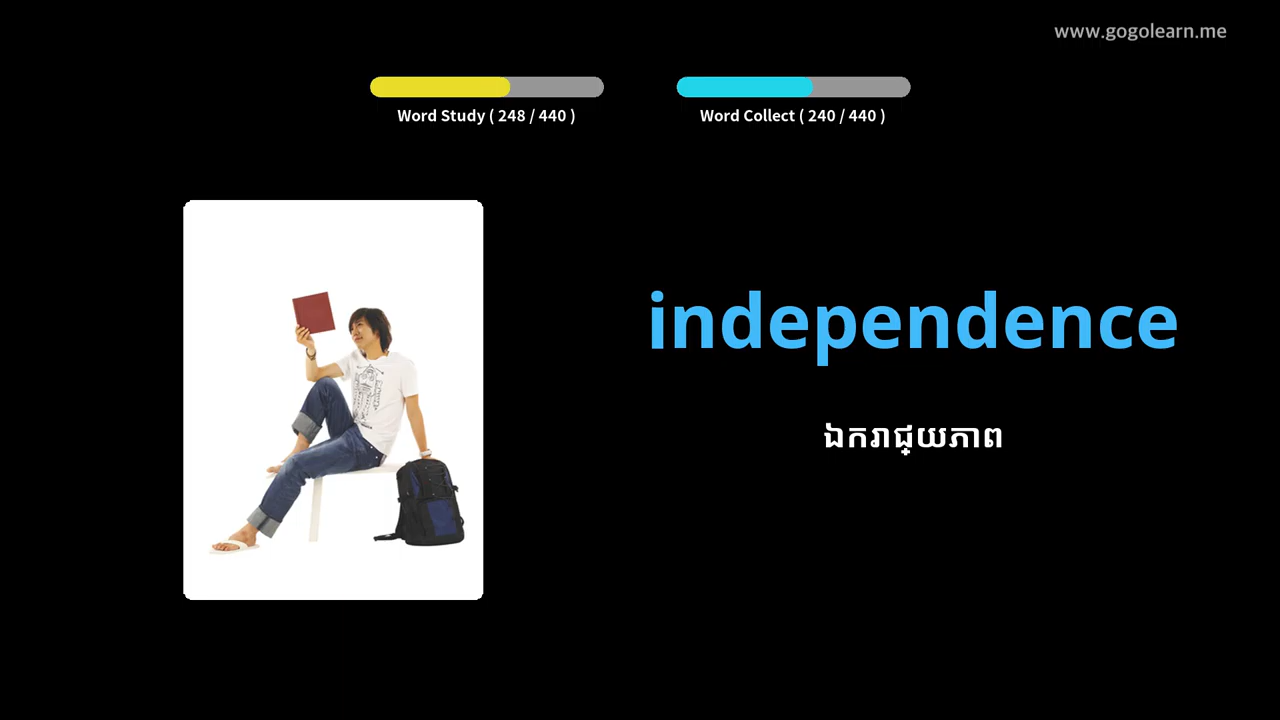 www.gogolearn.me
Word Study ( 248 / 440 )
Word Collect ( 240 / 440 )
independence
ឯករាជ្យភាព